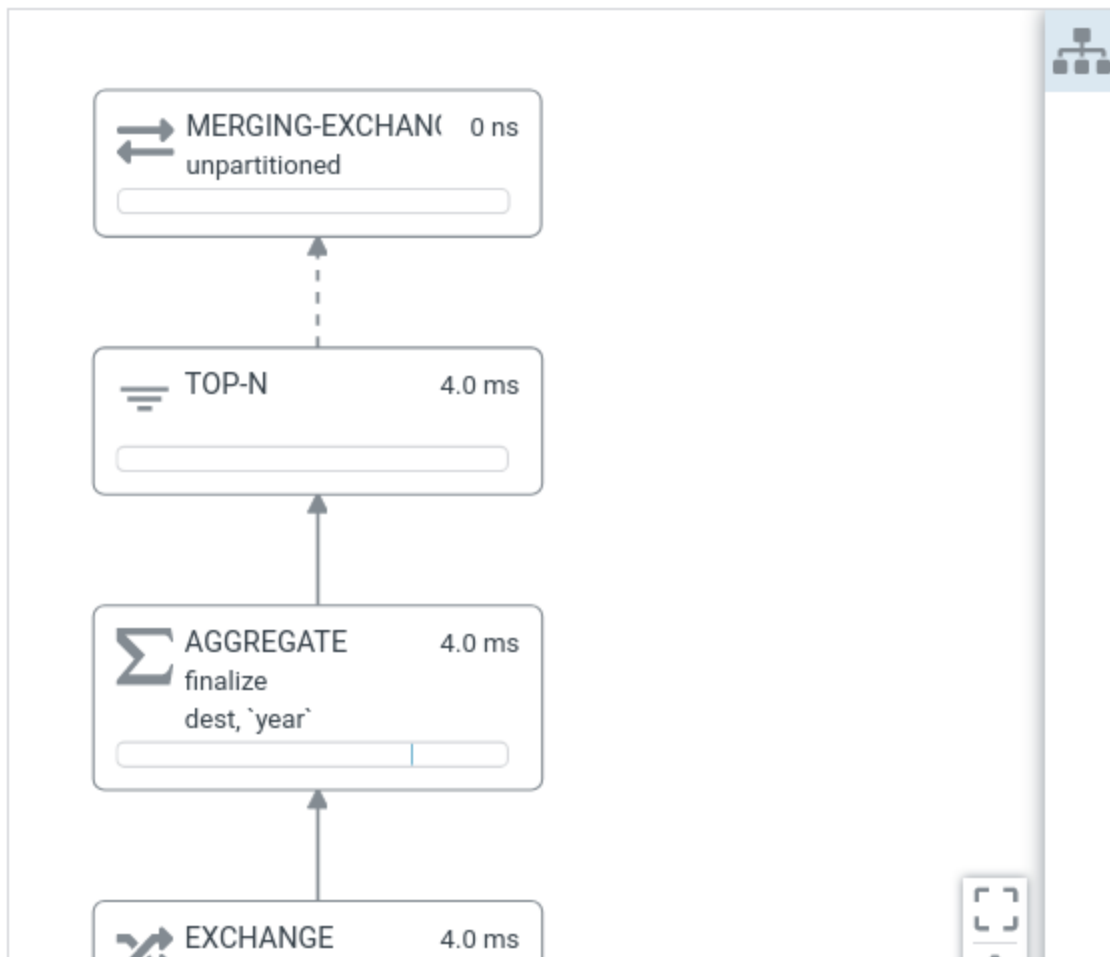 MERGING-EXCHAN 0 ns
unpartitioned
TOP-N 4.0 ms
AGGREGATE 4.0 ms
finalize
dest, `year`
EXCHANGE 4.0 ms